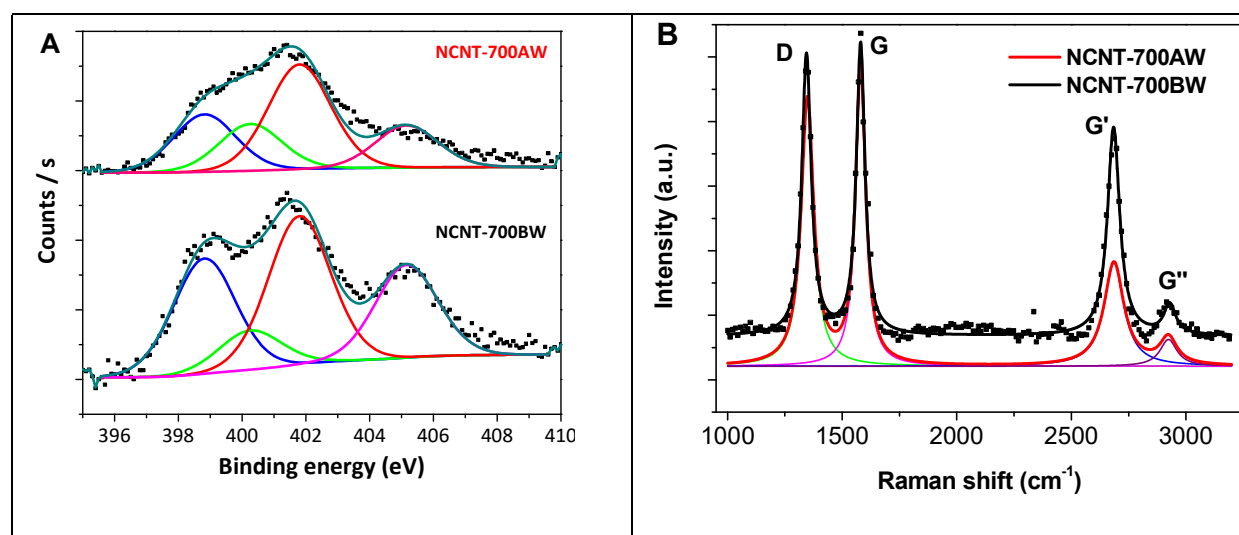 A
NCNT-700AW
NCNT-700BW
Counts / s
396 398 400 402 404 406 408 410
Binding energy (eV)
B
D
G
G'
G''
NCNT-700AW
NCNT-700BW
Intensity (a.u.)
1000 1500 2000 2500 3000
Raman shift (cm⁻¹)